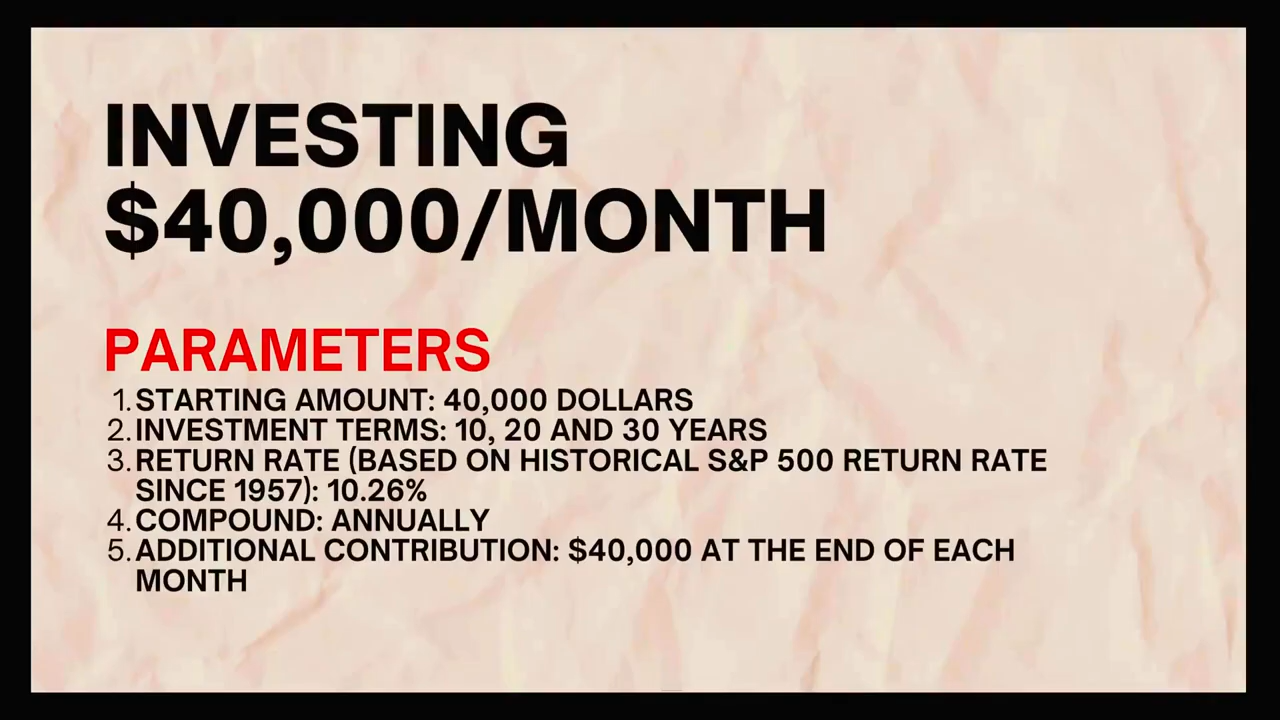 INVESTING
$40,000/MONTH
PARAMETERS
1. STARTING AMOUNT: 40,000 DOLLARS
2. INVESTMENT TERMS: 10, 20 AND 30 YEARS
3. RETURN RATE (BASED ON HISTORICAL S&P 500 RETURN RATE
SINCE 1957): 10.26%
4. COMPOUND: ANNUALLY
5. ADDITIONAL CONTRIBUTION: $40,000 AT THE END OF EACH
MONTH